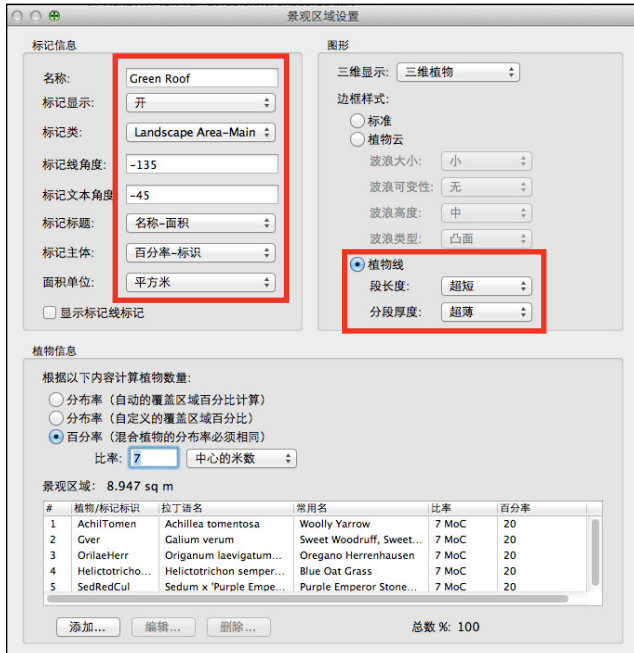 景观区域设置
标记信息
名称: Green Roof
标记显示: 开
标记类: Landscape Area-Main
标记线角度: -135
标记文本角度 -45
标记标题: 名称-面积
标记主体: 百分率-标识
面积单位: 平方米
显示标记线标记
图形
三维显示: 三维植物
边框样式:
标准
植物云
波浪大小: 小
波浪可变性: 无
波浪高度: 中
波浪类型: 凸面
植物线
段长度: 超短
分段厚度: 超薄
植物信息
根据以下内容计算植物数量:
分布率（自动的覆盖区域百分比计算）
分布率（自定义的覆盖区域百分比）
百分率（混合植物的分布率必须相同）
比率: 7 中心的米数
景观区域: 8.947 sq m
# 植物/标记标识 拉丁语名 常用名 比率 百分率
1 AchilTomen Achillea tomentosa Woolly Yarrow 7 MoC 20
2 Gver Galium verum Sweet Woodruff, Sweet... 7 MoC 20
3 OrilaeHerr Origanum laevigatum... Oregano Herrenhausen 7 MoC 20
4 Helictotricho... Helictotrichon semper... Blue Oat Grass 7 MoC 20
5 SedRedCul Sedum x 'Purple Empe... Purple Emperor Stone... 7 MoC 20
添加... 编辑... 删除... 总数 %: 100